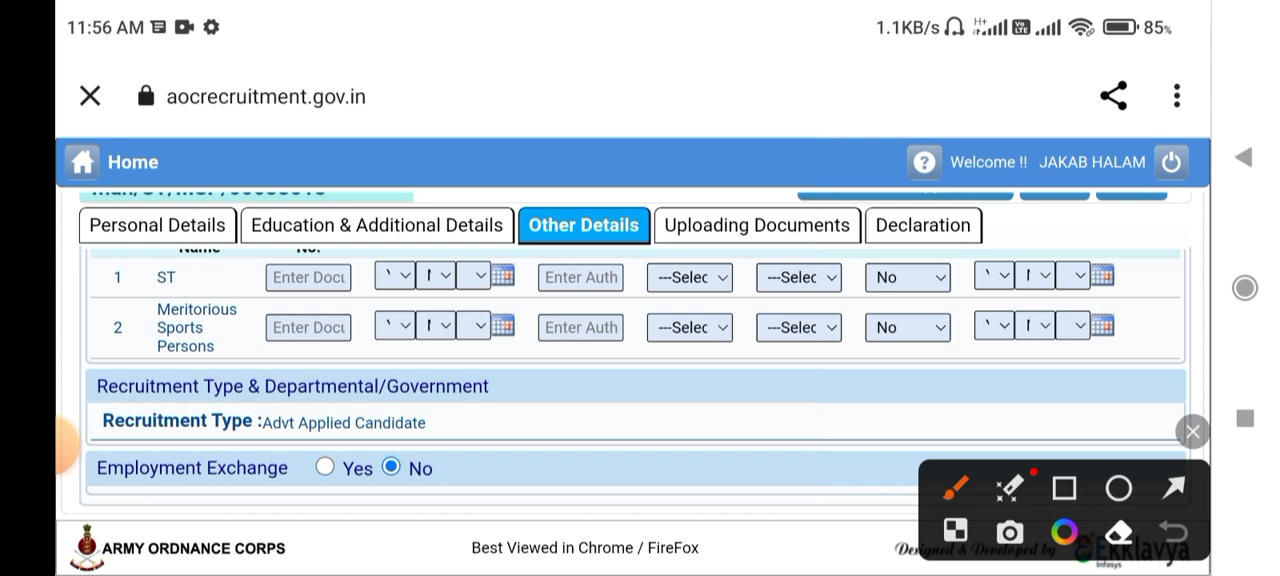 11:56 AM
1.1KB/s H+ Vo LTE 85%
aocrecruitment.gov.in
Home
Welcome !! JAKAB HALAM
Personal Details
Education & Additional Details
Other Details
Uploading Documents
Declaration
1 ST Enter Docu Enter Auth ---Selec ---Selec No
2 Meritorious Sports Persons Enter Docu Enter Auth ---Selec ---Selec No
Recruitment Type & Departmental/Government
Recruitment Type :Advt Applied Candidate
Employment Exchange Yes No
ARMY ORDNANCE CORPS
Best Viewed in Chrome / FireFox
Designed & Developed by Ekklavya
Infosys